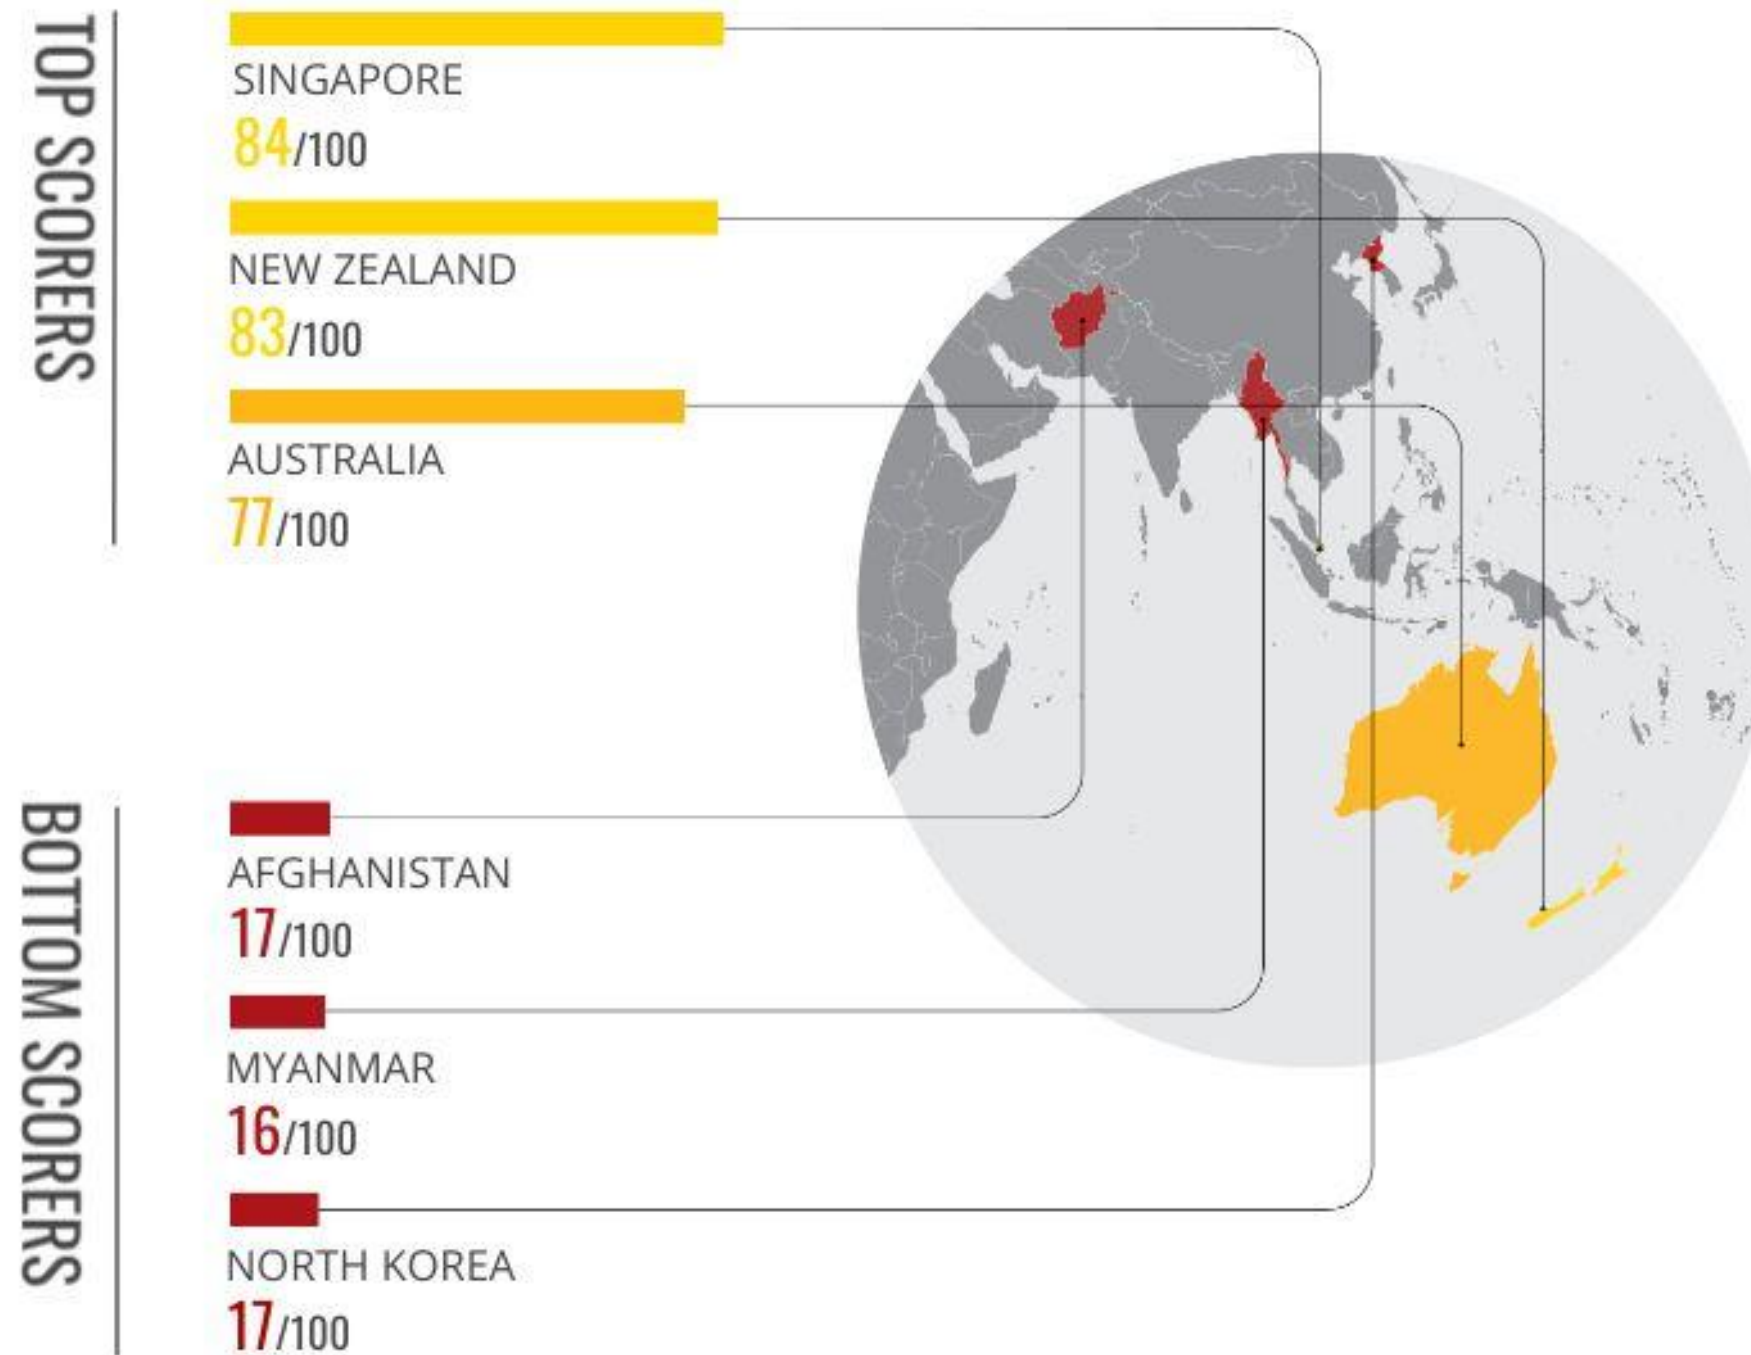 TOP SCORERS
SINGAPORE
84/100
NEW ZEALAND
83/100
AUSTRALIA
77/100
BOTTOM SCORERS
AFGHANISTAN
17/100
MYANMAR
16/100
NORTH KOREA
17/100